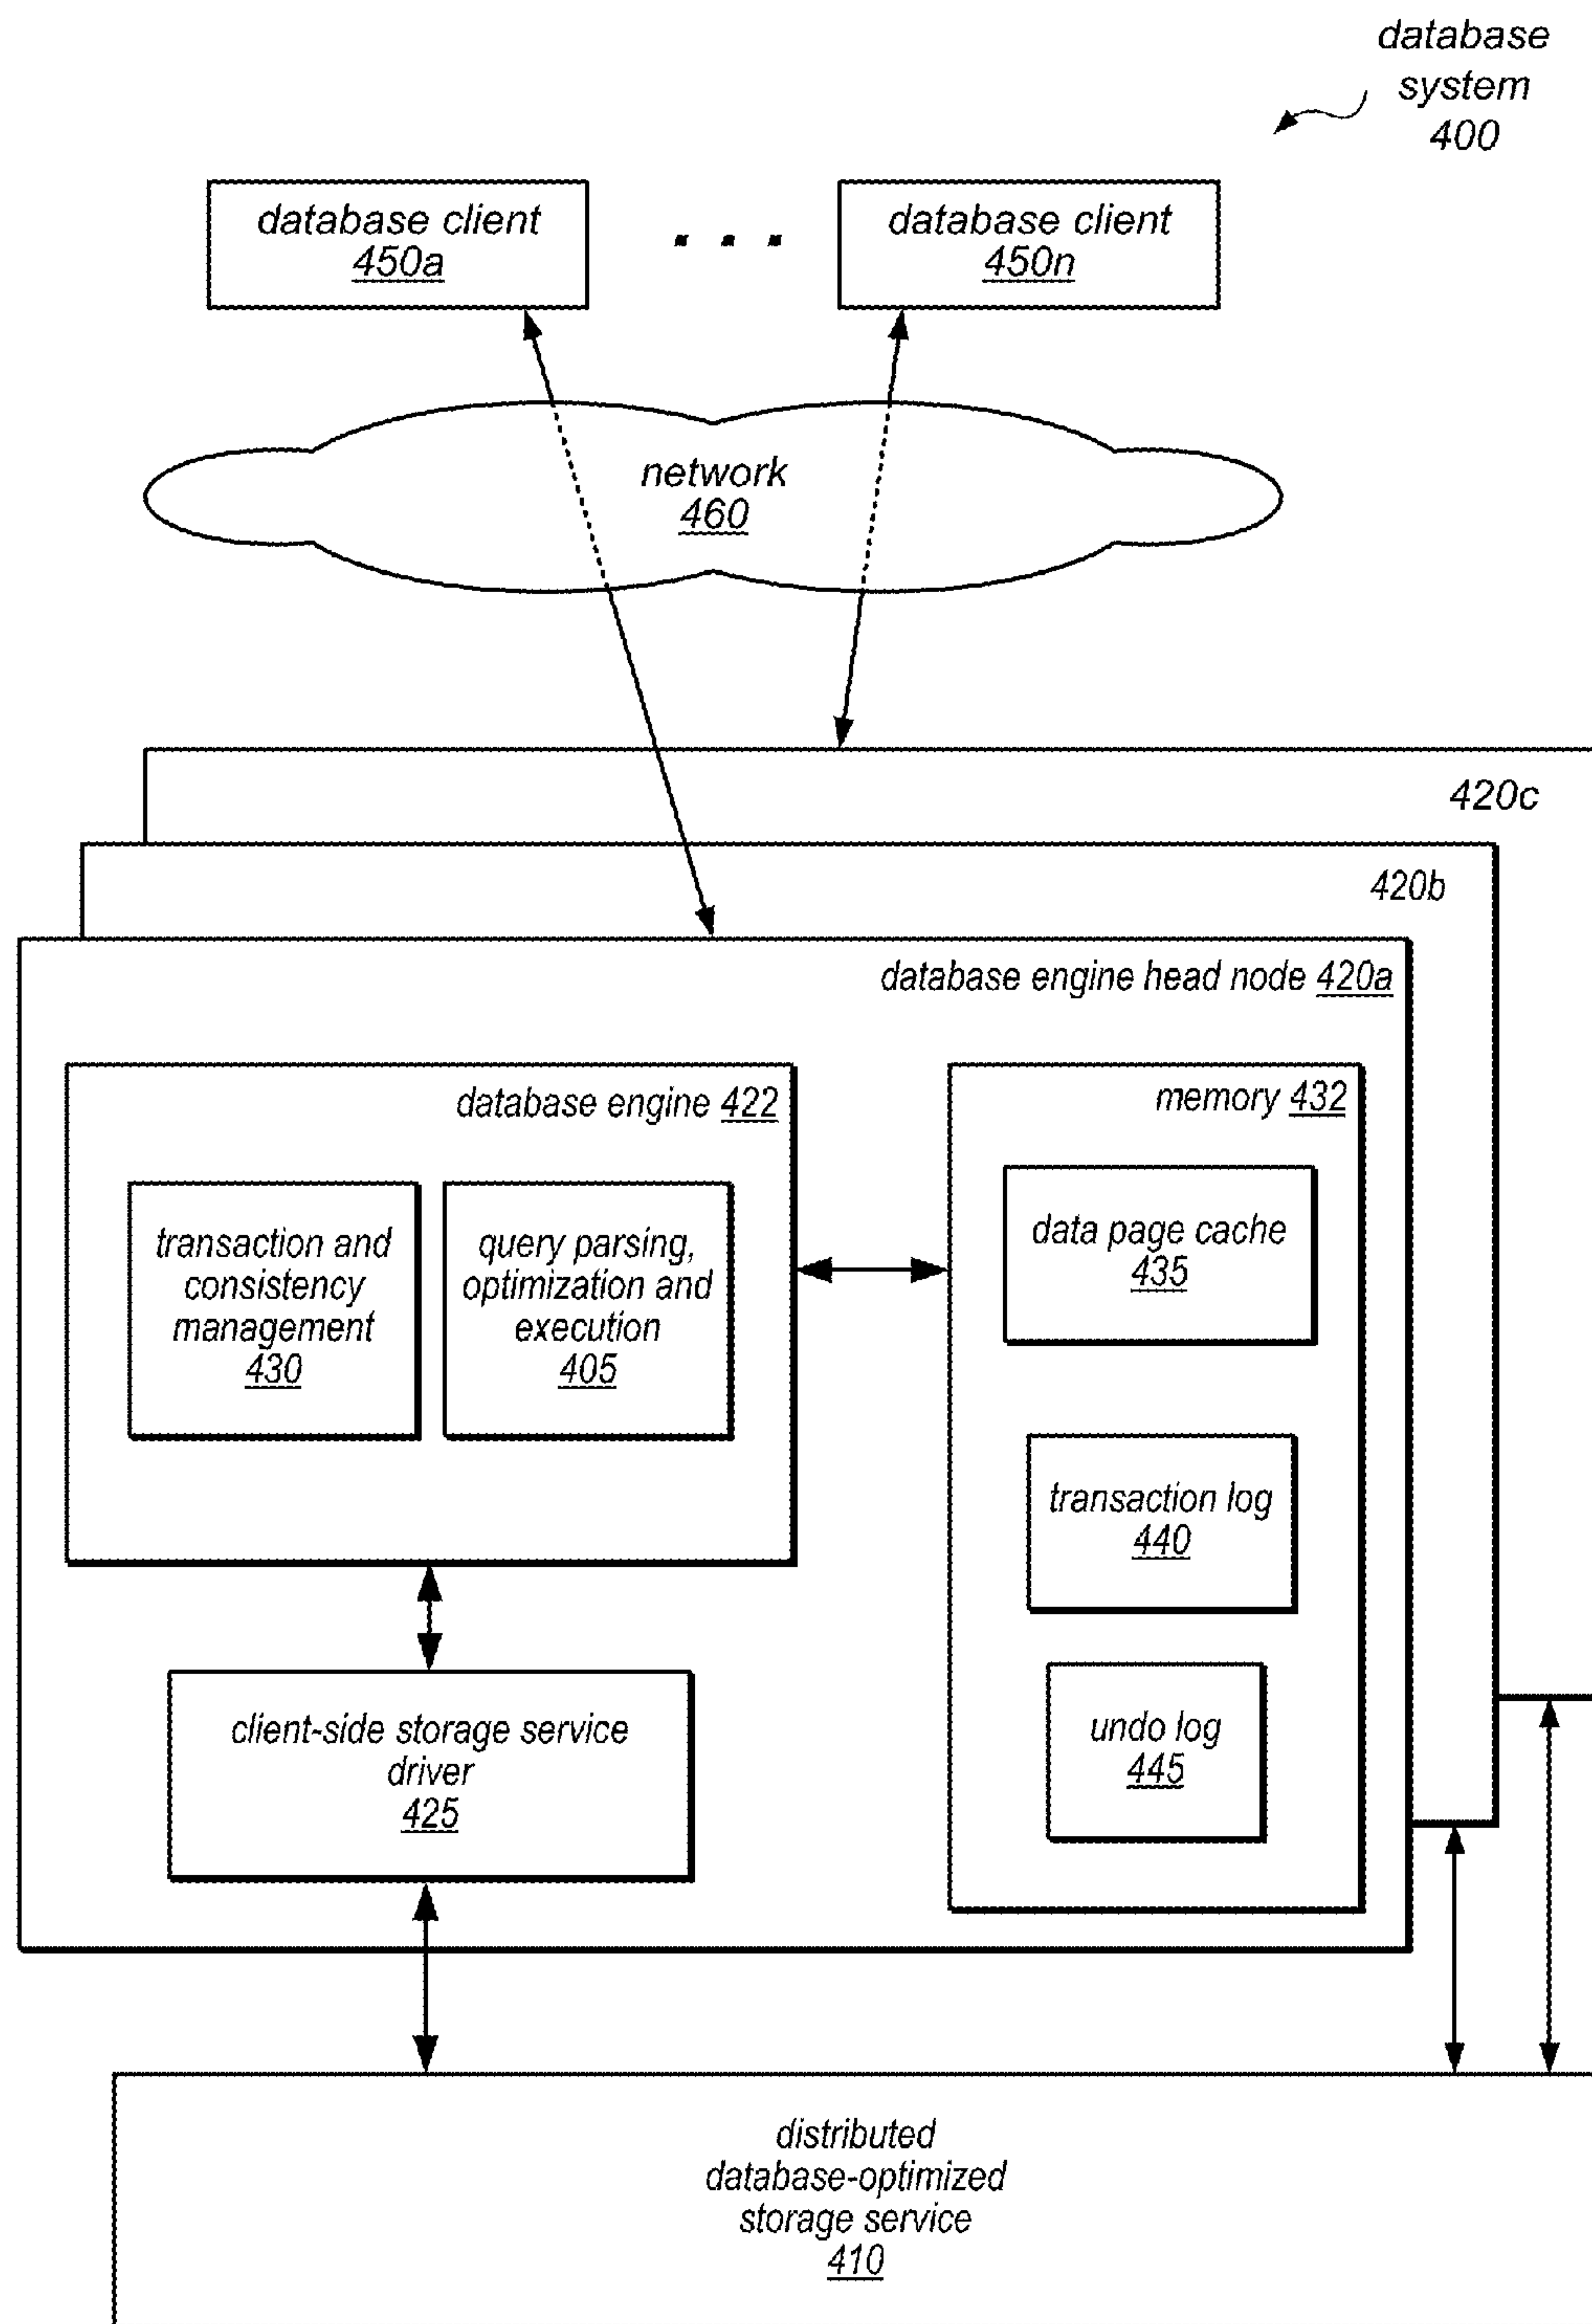 database
system
400
database client
450a
. . .
database client
450n
network
460
420c
420b
database engine head node 420a
database engine 422
transaction and
consistency
management
430
query parsing,
optimization and
execution
405
memory 432
data page cache
435
transaction log
440
undo log
445
client-side storage service
driver
425
distributed
database-optimized
storage service
410